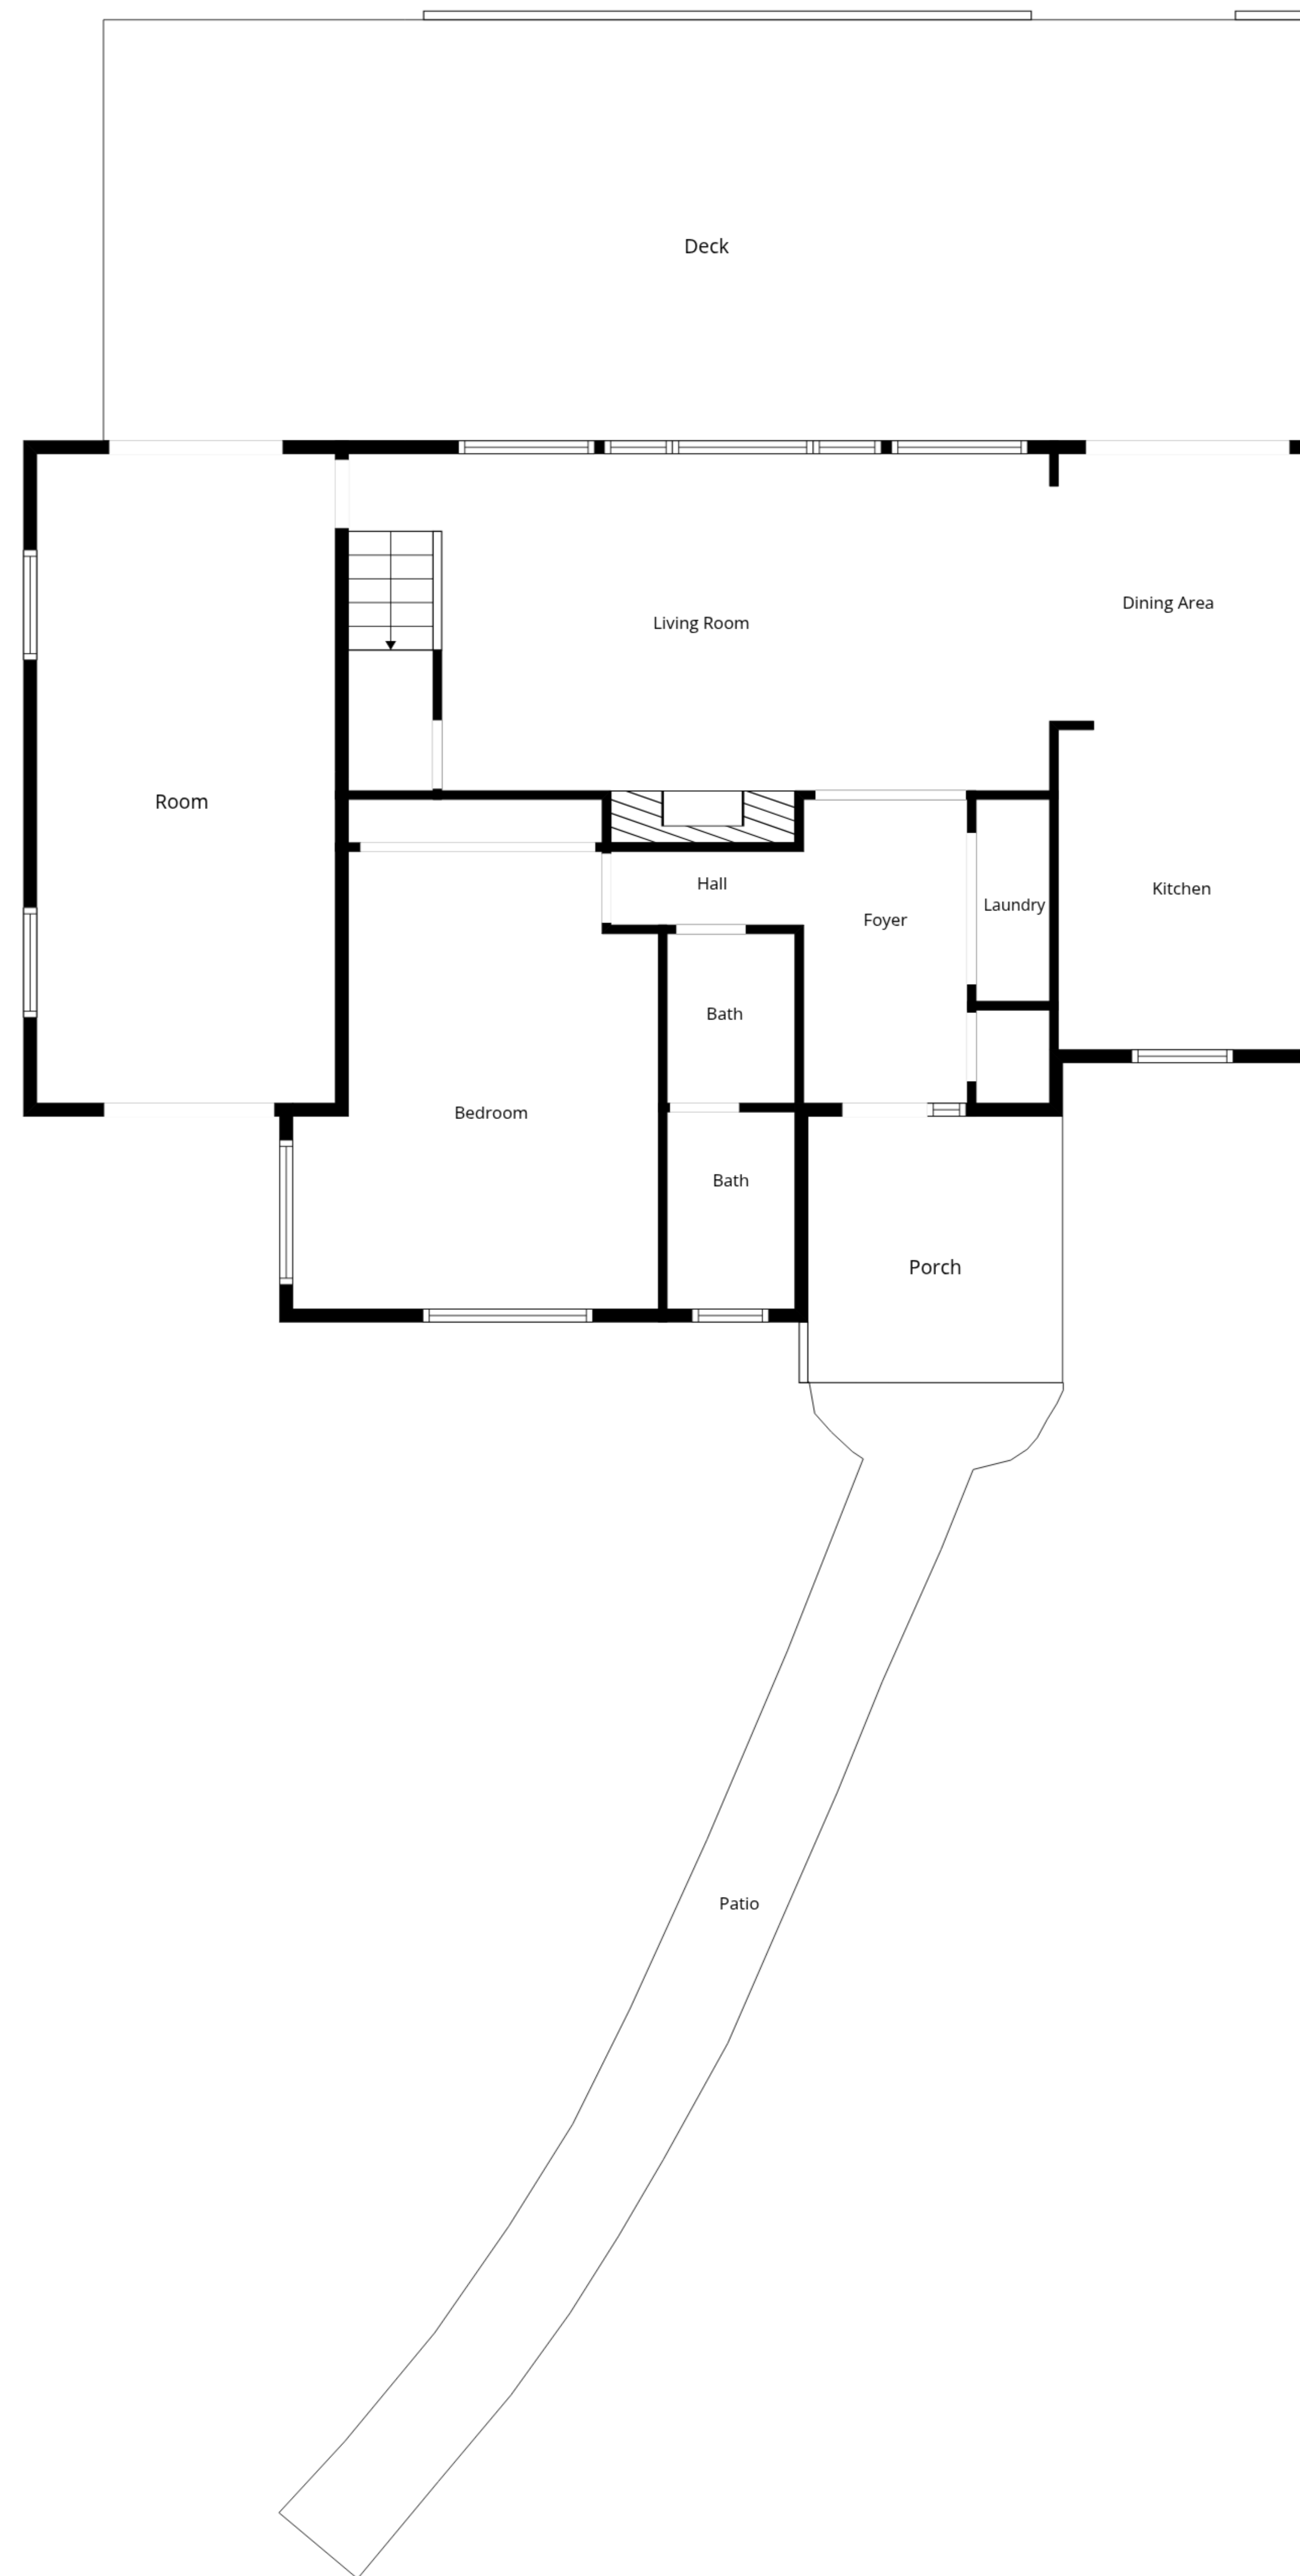 Deck
Dining Area
Living Room
Room
Hall
Kitchen
Laundry
Foyer
Bath
Bedroom
Bath
Porch
Patio